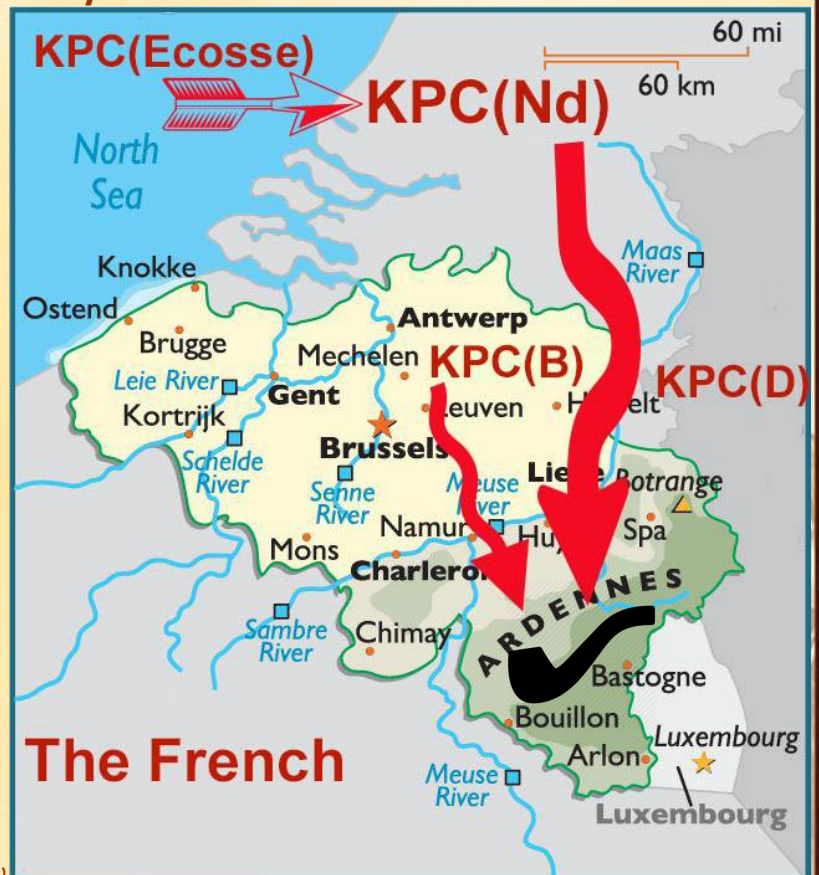 60 mi
KPC(Ecosse)
60 km
KPC(Nd)
North
Sea
Maas
River
Knokke
Ostend
Antwerp
Brugge
Mechelen
KPC(B)
Leie River
KPC(D)
Gent
Leuven
Kortrijk
Brussels
Schelde
River
Senne
River
Meuse
River
Botrange
Namur
Spa
Mons
ARDENNES
Sambre
River
Chimay
Bastogne
Bouillon
The French
Arlon
Luxembourg
Meuse
River
Luxembourg